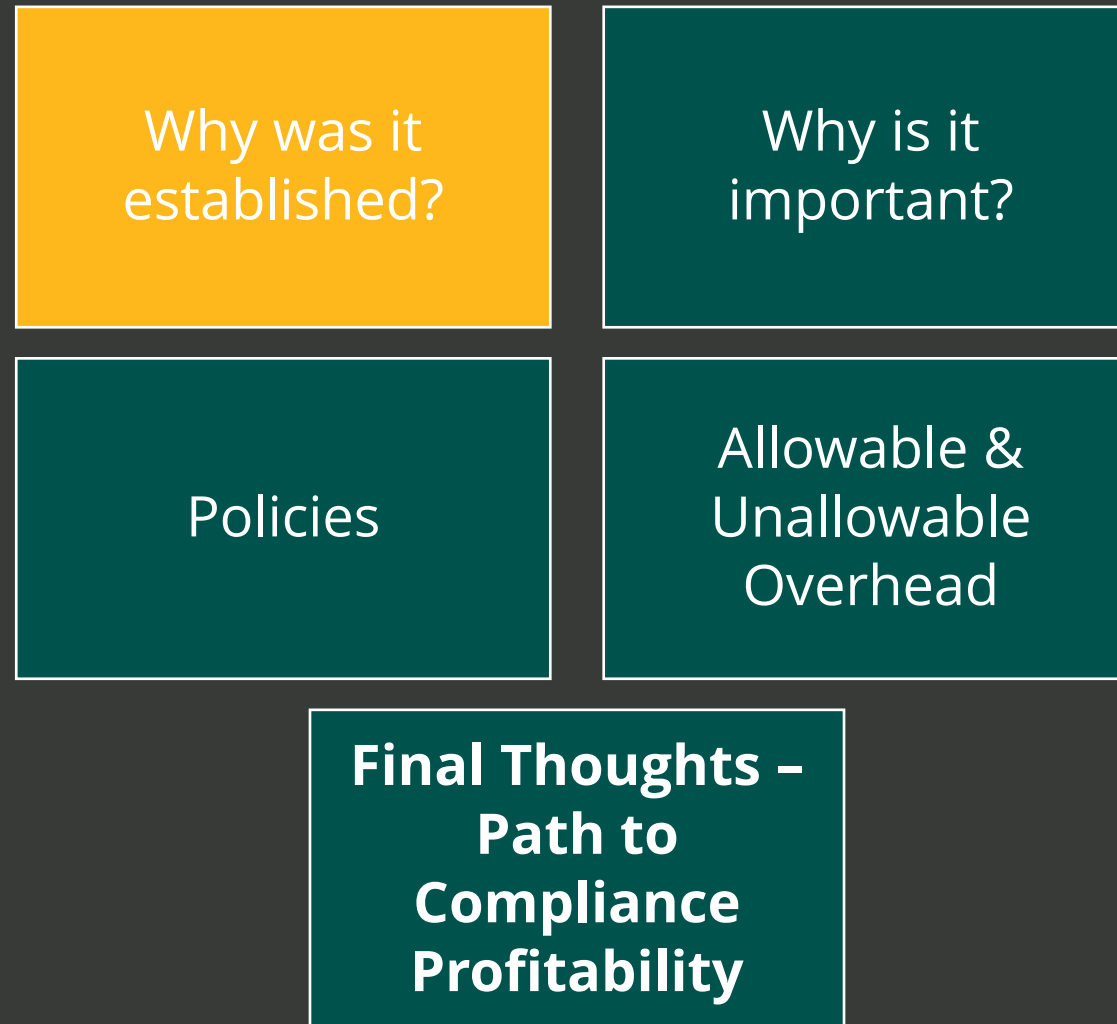 Why was it
established?
Why is it
important?
Policies
Allowable &
Unallowable
Overhead
Final Thoughts –
Path to
Compliance
Profitability